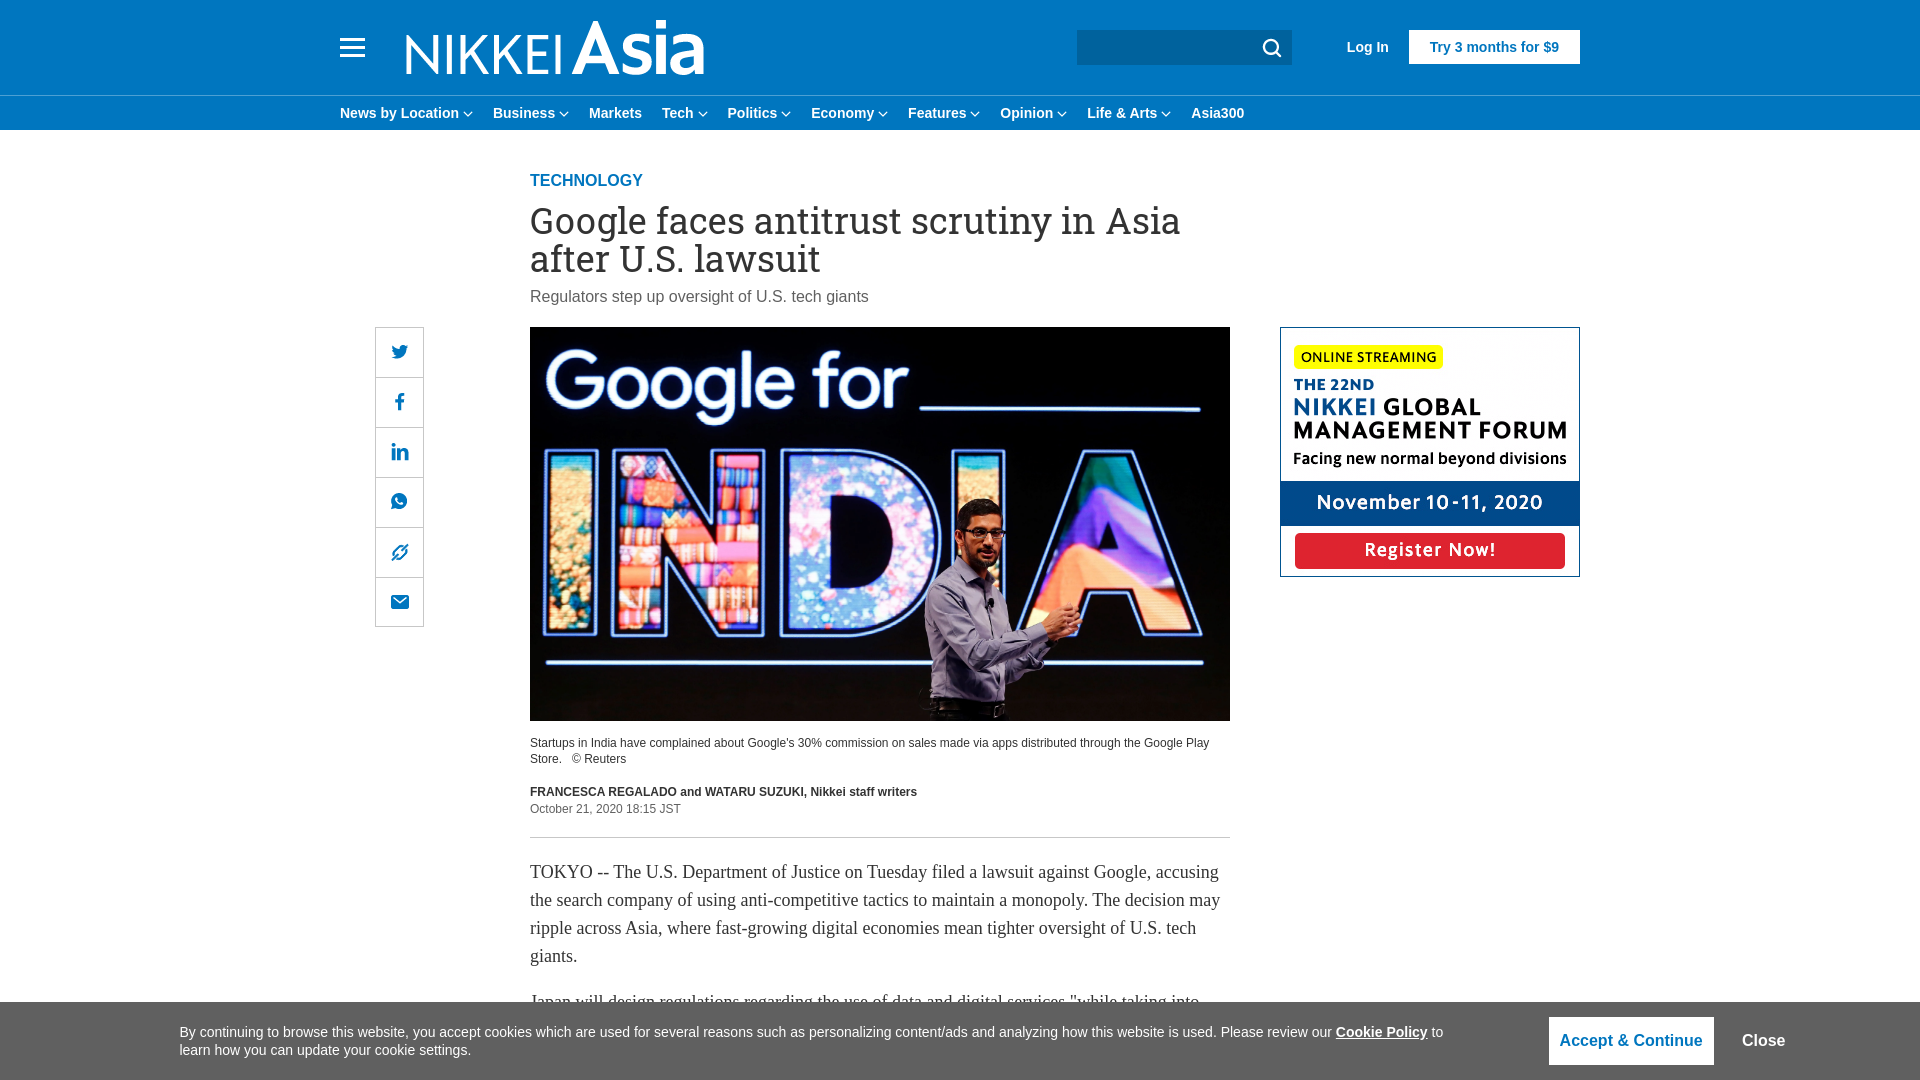 NIKKEI Asia
Log In
Try 3 months for $9
News by Location
Business
Markets
Tech
Politics
Economy
Features
Opinion
Life & Arts
Asia300
TECHNOLOGY
Google faces antitrust scrutiny in Asia
after U.S. lawsuit
Regulators step up oversight of U.S. tech giants
Google for
INDIA
ONLINE STREAMING
THE 22ND
NIKKEI GLOBAL
MANAGEMENT FORUM
Facing new normal beyond divisions
November 10-11, 2020
Register Now!
Startups in India have complained about Google's 30% commission on sales made via apps distributed through the Google Play
Store. © Reuters
FRANCESCA REGALADO and WATARU SUZUKI, Nikkei staff writers
October 21, 2020 18:15 JST
TOKYO -- The U.S. Department of Justice on Tuesday filed a lawsuit against Google, accusing
the search company of using anti-competitive tactics to maintain a monopoly. The decision may
ripple across Asia, where fast-growing digital economies mean tighter oversight of U.S. tech
giants.
Japan will design regulations regarding the use of data and digital services "while taking into
By continuing to browse this website, you accept cookies which are used for several reasons such as personalizing content/ads and analyzing how this website is used. Please review our Cookie Policy to
learn how you can update your cookie settings.
Accept & Continue
Close